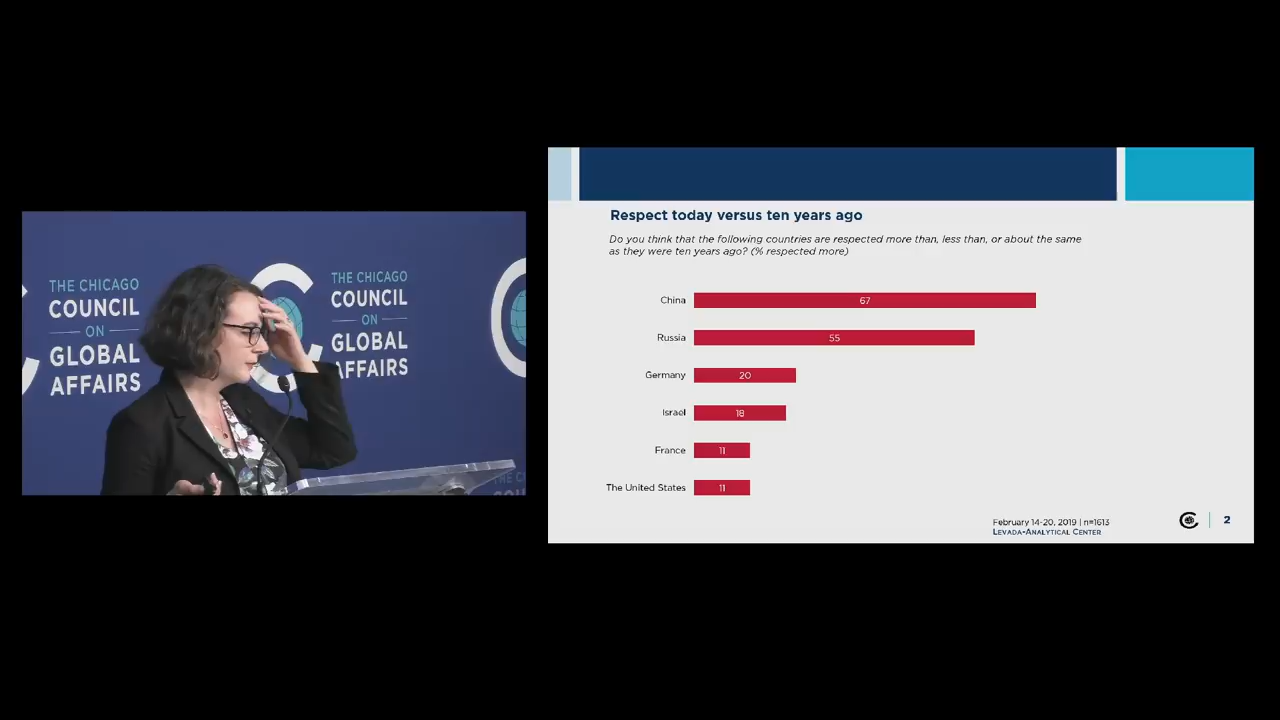 THE CHICAGO
COUNCIL
ON
GLOBAL
AFFAIRS
THE CHICAGO
COUNCIL
ON
GLOBAL
AFFAIRS
Respect today versus ten years ago
Do you think that the following countries are respected more than, less than, or about the same
as they were ten years ago? (% respected more)
China 67
Russia 55
Germany 20
Israel 18
France 11
The United States 11
February 14-20, 2019 | n=1613
LEVADA-ANALYTICAL CENTER
2